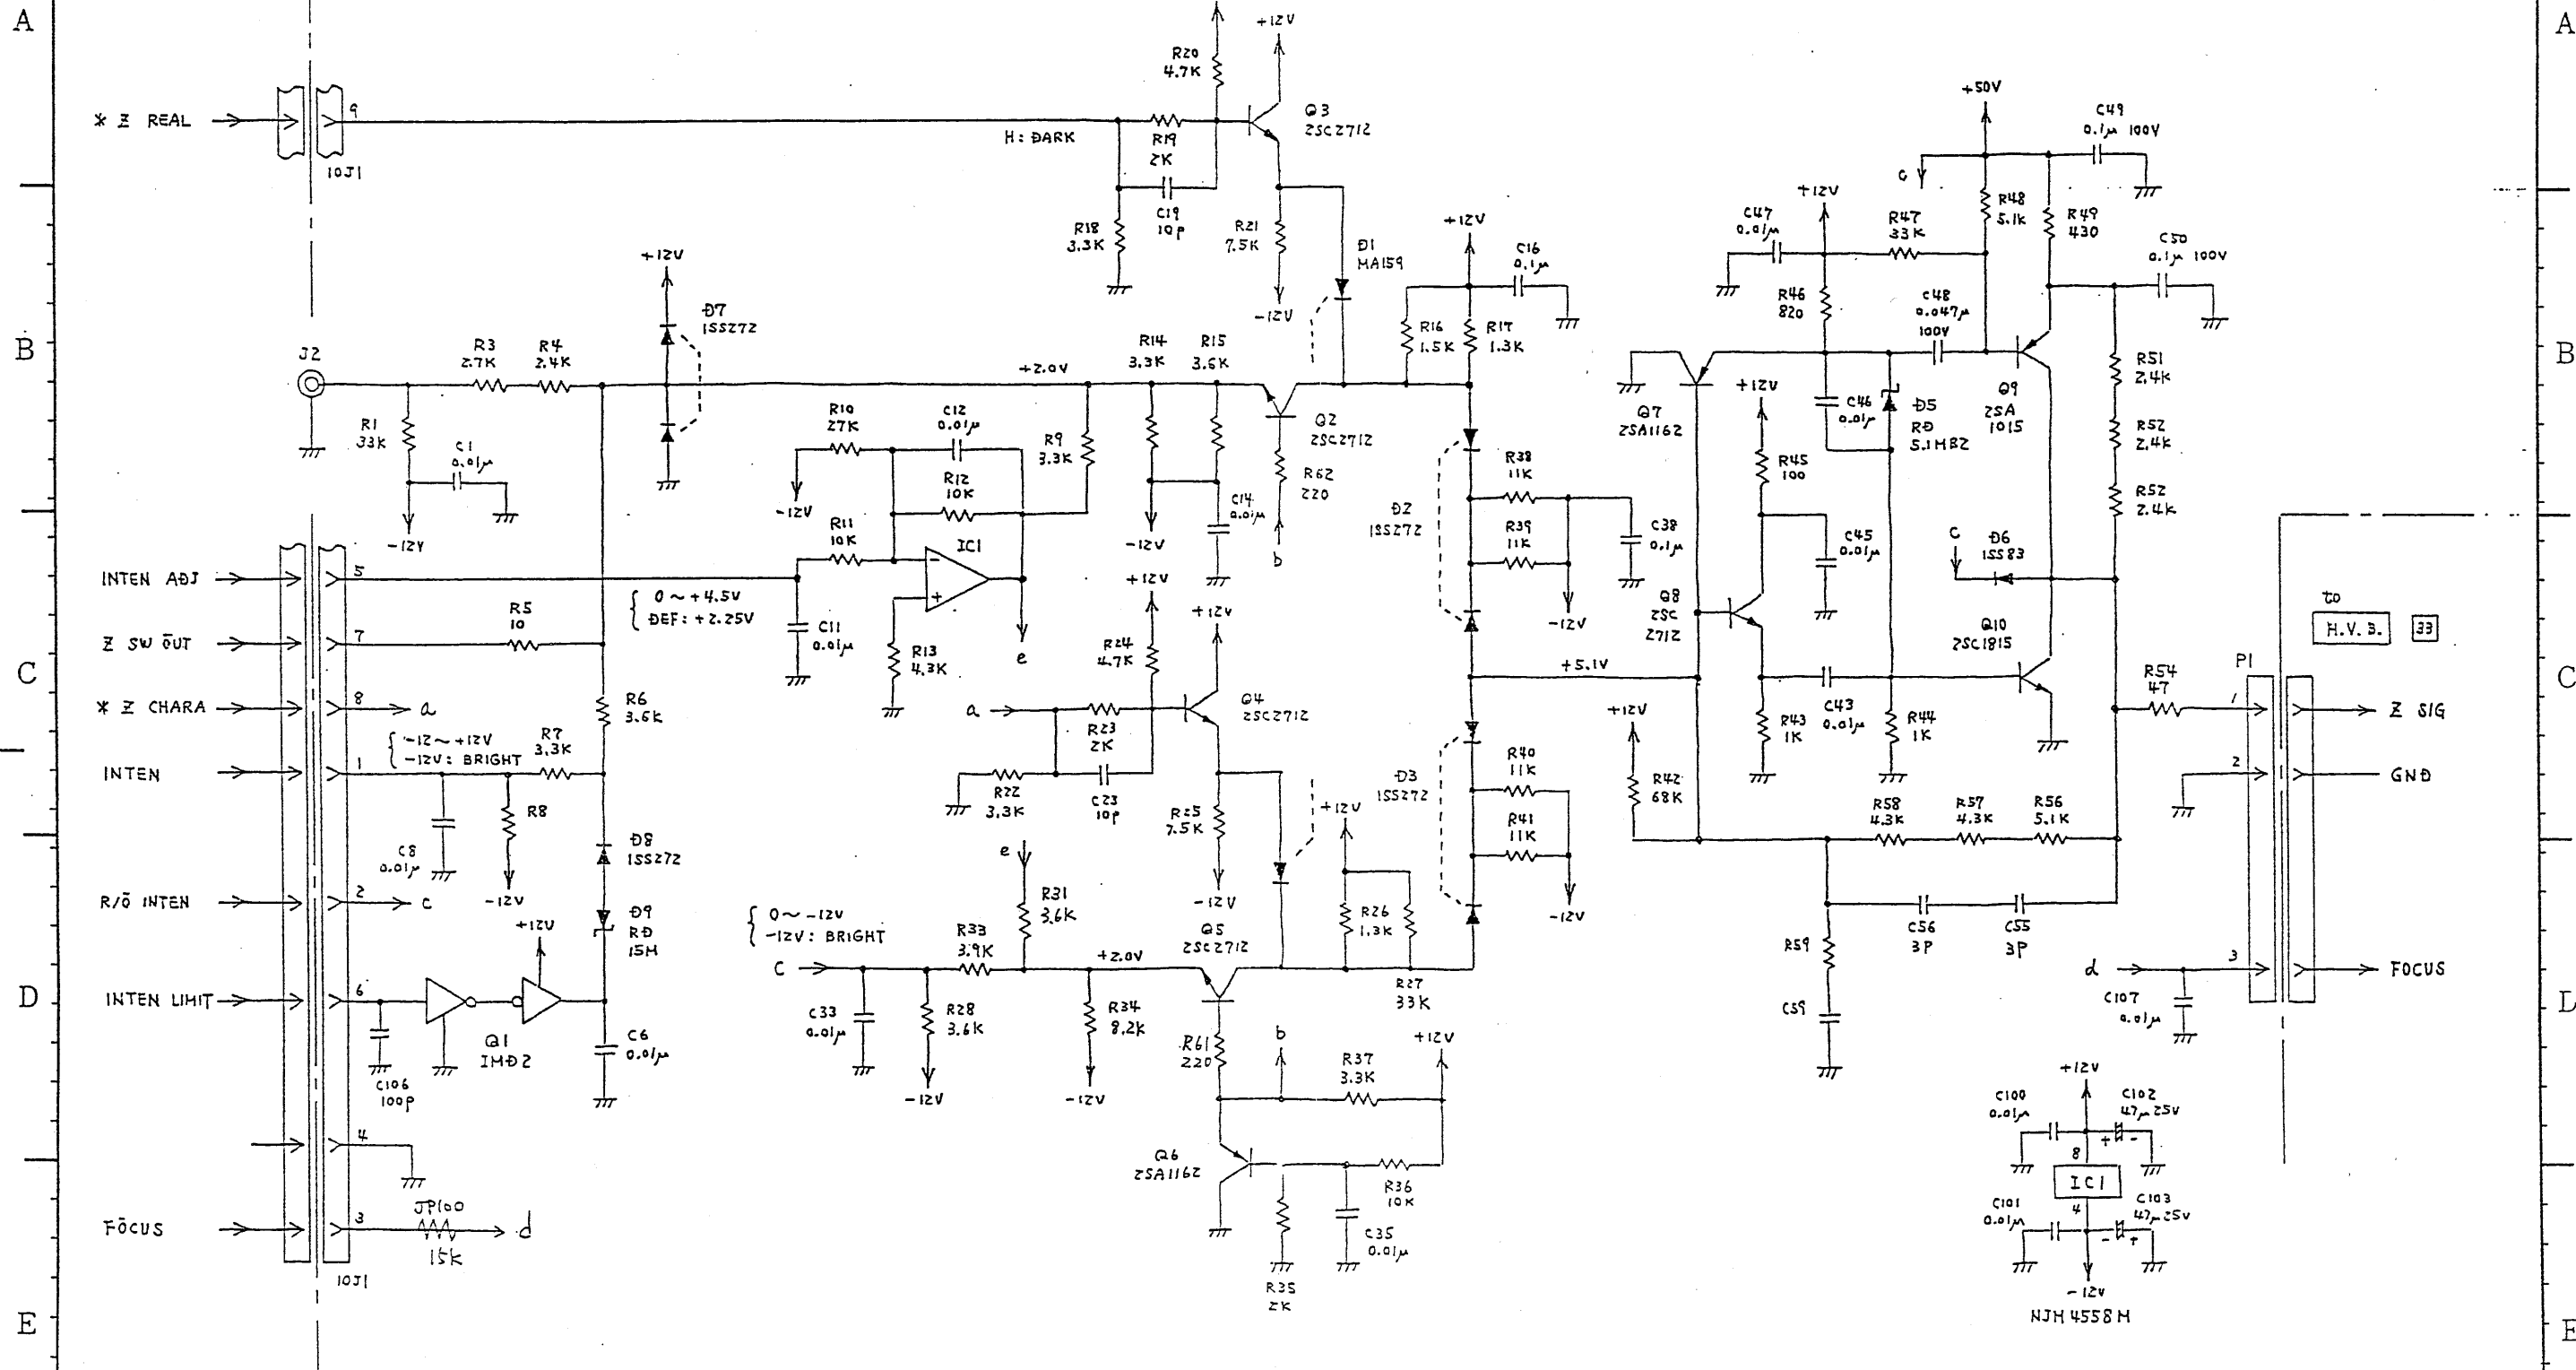 A
A
* Z REAL
9
10J1
H: DARK
R20
4.7K
+12V
Q3
2SC2712
R19
2K
C19
10p
R18
3.3K
R21
7.5K
-12V
D1
MA159
+12V
C16
0.1μ
R16
1.5K
R17
1.3K
+50V
C49
0.1μ 100V
c
R48
5.1K
R49
430
+12V
C47
0.01μ
R47
33K
C50
0.1μ 100V
R46
820
C48
0.047μ
100V
B
B
J2
R3
2.7K
R4
2.4K
+12V
D7
1SS272
+2.0V
R14
3.3K
R15
3.6K
R1
33K
C1
0.01μ
-12V
R10
27K
C12
0.01μ
R9
3.3K
R12
10K
-12V
R11
10K
IC1
-
+
Q2
2SC2712
R62
220
b
C14
0.01μ
-12V
D2
1SS272
R38
11K
R39
11K
C38
0.1μ
-12V
Q7
2SA1162
+12V
C46
0.01μ
D5
RD
5.1MB2
Q9
2SA
1015
R51
2.4K
R52
2.4K
R52
2.4K
R45
100
C45
0.01μ
C
D6
1SS83
INTEN ADJ
5
{ 0 ~ +4.5V
DEF: +2.25V
C11
0.01μ
R13
4.3K
e
Z SW OUT
7
R5
10
+12V
+12V
R24
4.7K
Q8
2SC
2712
Q10
2SC1815
to
H.V.B.
33
C
C
* Z CHARA
8
a
R6
3.6K
a
R23
2K
Q4
2SC2712
+5.1V
C43
0.01μ
R43
1K
R44
1K
R54
47
P1
1
Z SIG
{ -12 ~ +12V
-12V: BRIGHT
R7
3.3K
INTEN
1
R8
C8
0.01μ
-12V
R22
3.3K
C23
10p
R25
7.5K
-12V
D3
1SS272
R40
11K
R41
11K
-12V
+12V
R42
68K
R58
4.3K
R57
4.3K
R56
5.1K
2
GND
D8
1SS272
R/O INTEN
2
c
D9
RD
15M
+12V
{ 0 ~ -12V
-12V: BRIGHT
e
R31
3.6K
R33
3.9K
C
+2.0V
Q5
2SC2712
+12V
R26
1.3K
R27
33K
C56
3P
C55
3P
R59
C59
D
L
INTEN LIMIT
6
C106
100p
Q1
IMD2
C6
0.01μ
C33
0.01μ
R28
3.6K
-12V
R34
8.2K
-12V
R61
220
b
R37
3.3K
+12V
d
3
FOCUS
C107
0.01μ
4
Q6
2SA1162
R36
10K
C35
0.01μ
R35
2K
+12V
C100
0.01μ
C102
47μ 25V
+ -
8
IC1
4
C101
0.01μ
C103
47μ 25V
- +
-12V
NJM4558M
FOCUS
3
JP100
15K
d
10J1
E
E